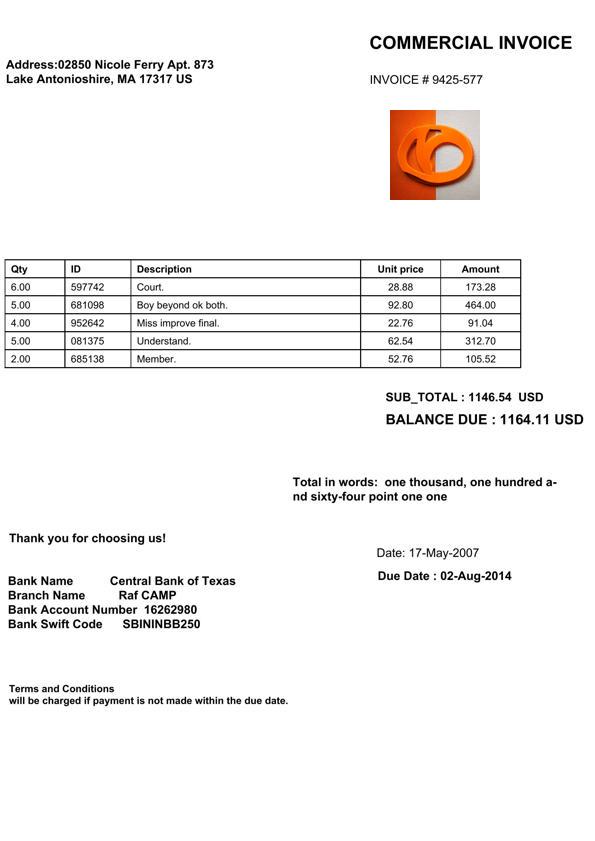 COMMERCIAL INVOICE
Address:02850 Nicole Ferry Apt. 873
Lake Antonioshire, MA 17317 US
INVOICE # 9425-577
Qty ID Description Unit price Amount
6.00 597742 Court. 28.88 173.28
5.00 681098 Boy beyond ok both. 92.80 464.00
4.00 952642 Miss improve final. 22.76 91.04
5.00 081375 Understand. 62.54 312.70
2.00 685138 Member. 52.76 105.52
SUB_TOTAL : 1146.54 USD
BALANCE DUE : 1164.11 USD
Total in words: one thousand, one hundred a-
nd sixty-four point one one
Thank you for choosing us!
Date: 17-May-2007
Due Date : 02-Aug-2014
Bank Name Central Bank of Texas
Branch Name Raf CAMP
Bank Account Number 16262980
Bank Swift Code SBININBB250
Terms and Conditions
will be charged if payment is not made within the due date.